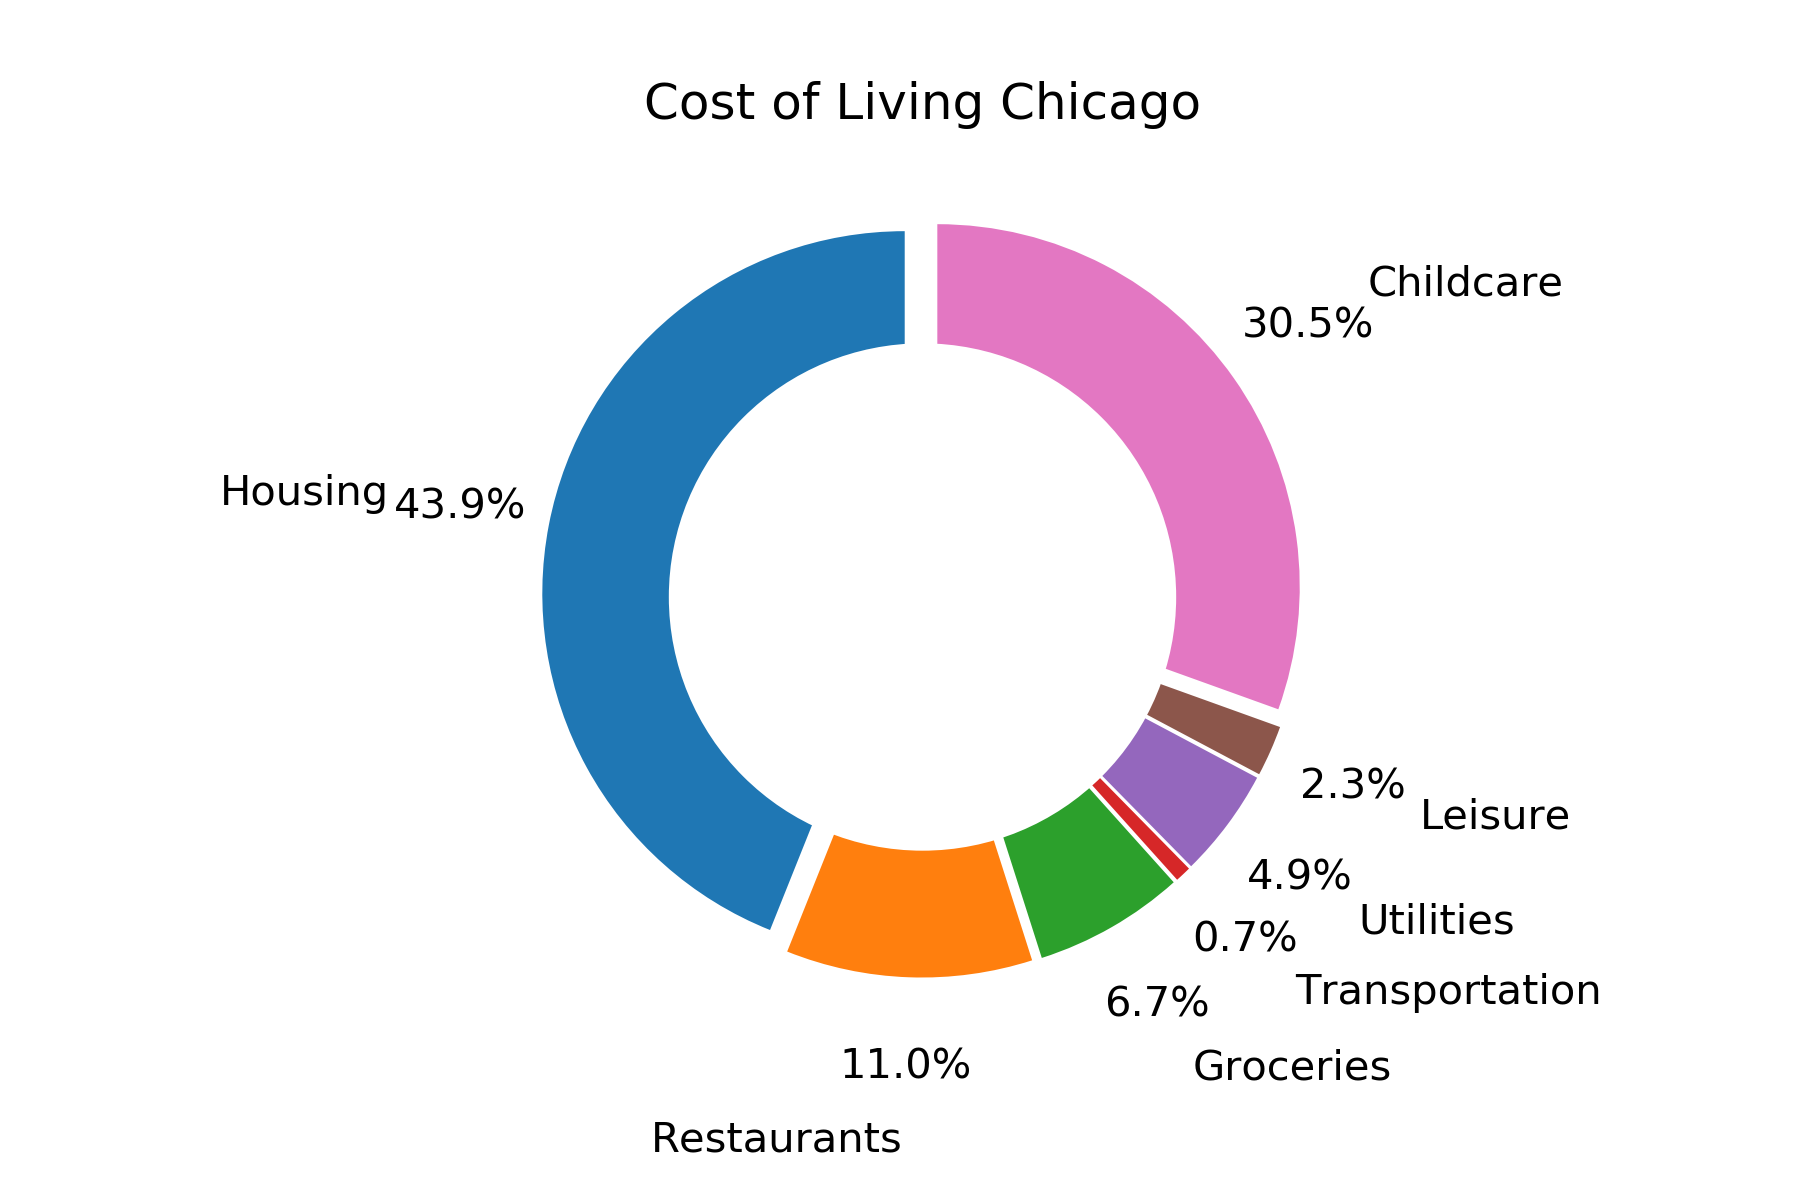 Cost of Living Chicago
Childcare
30.5%
Housing
43.9%
2.3%
Leisure
4.9%
Utilities
0.7%
Transportation
6.7%
Groceries
11.0%
Restaurants